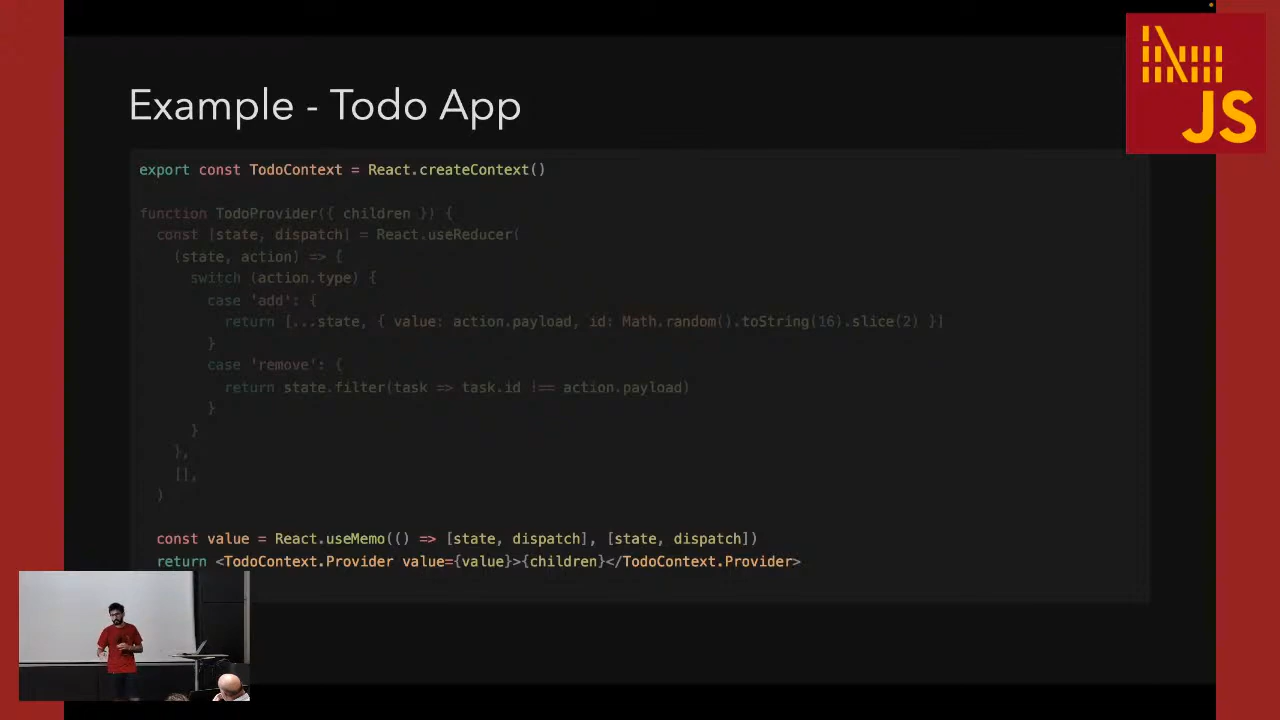 Example - Todo App
JS
export const TodoContext = React.createContext()
function TodoProvider({ children }) {
const [state, dispatch] = React.useReducer(
(state, action) => {
switch (action.type) {
case 'add': {
return [...state, { value: action.payload, id: Math.random().toString(16).slice(2) }]
}
case 'remove': {
return state.filter(task => task.id !== action.payload)
}
}
},
[],
)
const value = React.useMemo(() => [state, dispatch], [state, dispatch])
return <TodoContext.Provider value={value}>{children}</TodoContext.Provider>